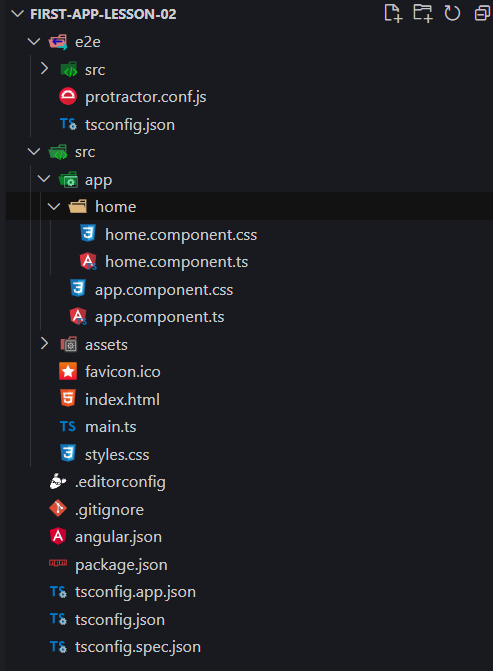 FIRST-APP-LESSON-02
e2e
src
protractor.conf.js
tsconfig.json
src
app
home
home.component.css
home.component.ts
app.component.css
app.component.ts
assets
favicon.ico
index.html
main.ts
styles.css
.editorconfig
.gitignore
angular.json
package.json
tsconfig.app.json
tsconfig.json
tsconfig.spec.json